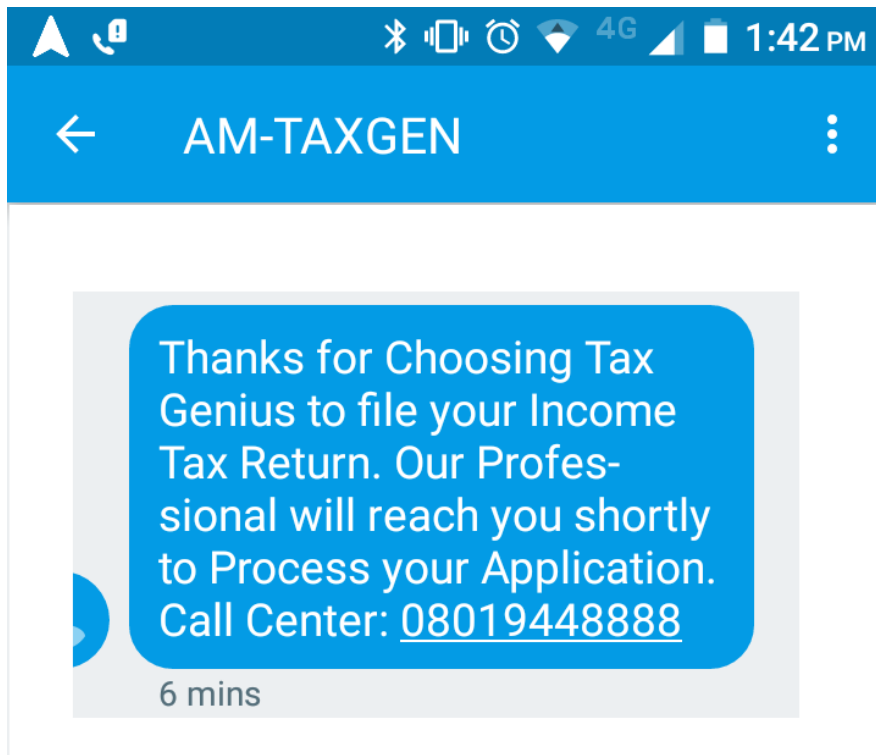 4G 1:42 PM
AM-TAXGEN
Thanks for Choosing Tax
Genius to file your Income
Tax Return. Our Profes-
sional will reach you shortly
to Process your Application.
Call Center: 08019448888
6 mins